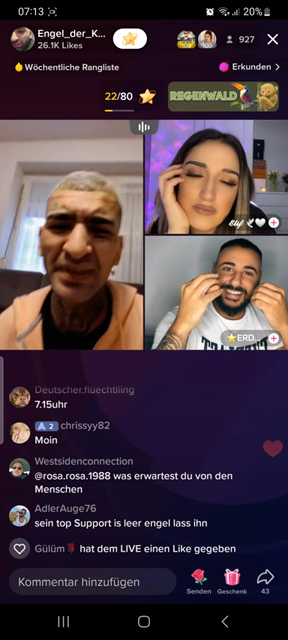 07:13
20%
Engel_der_K...
26.1K Likes
927
Wöchentliche Rangliste
Erkunden >
22/80
REGENWALD
Elif
ERD...
Deutscher.fluechtliing
7.15uhr
2 chrissyy82
Moin
Westsidenconnection
@rosa.rosa.1988 was erwartest du von den
Menschen
AdlerAuge76
sein top Support is leer engel lass ihn
Gülüm hat dem LIVE einen Like gegeben
Kommentar hinzufügen
Senden
Geschenk
43